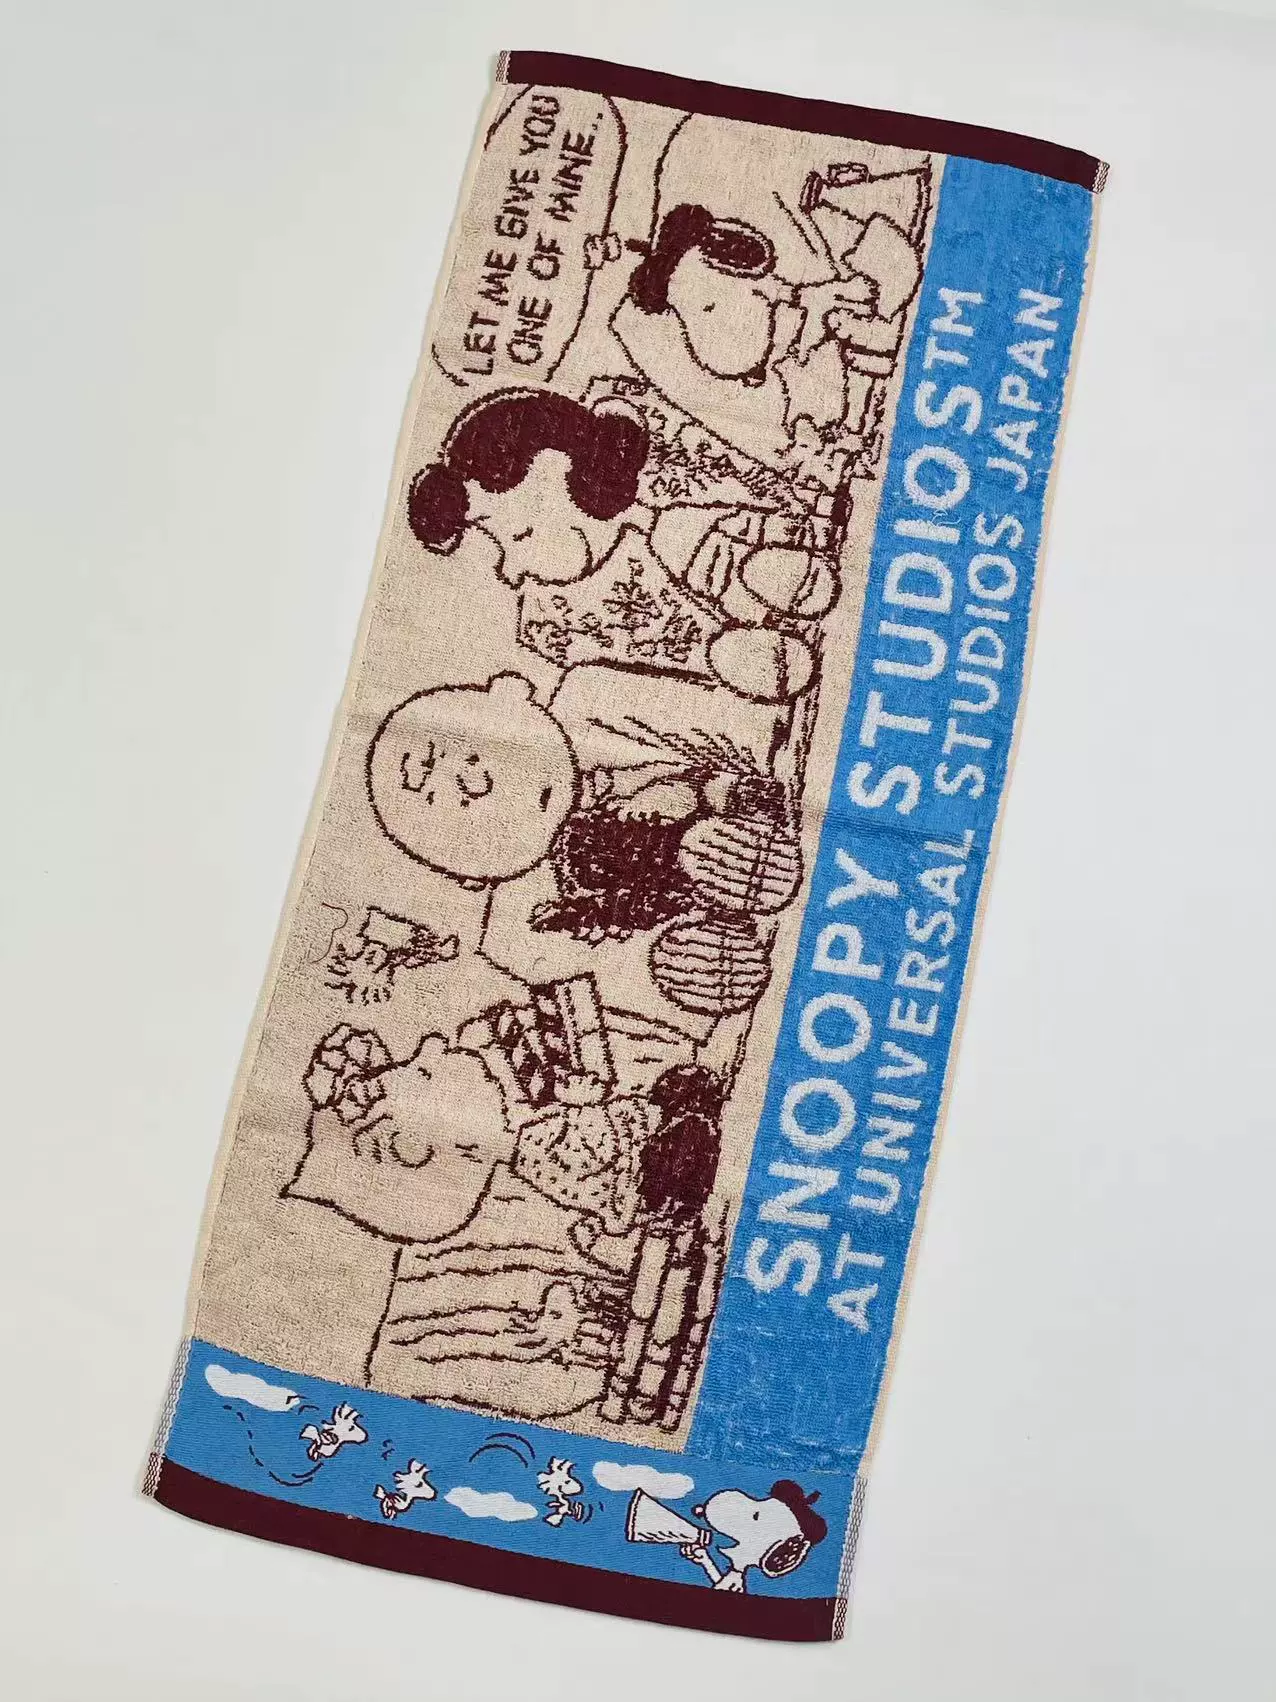 LET ME GIVE YOU
ONE OF MINE..
SNOOPY STUDIOS™
AT UNIVERSAL STUDIOS JAPAN